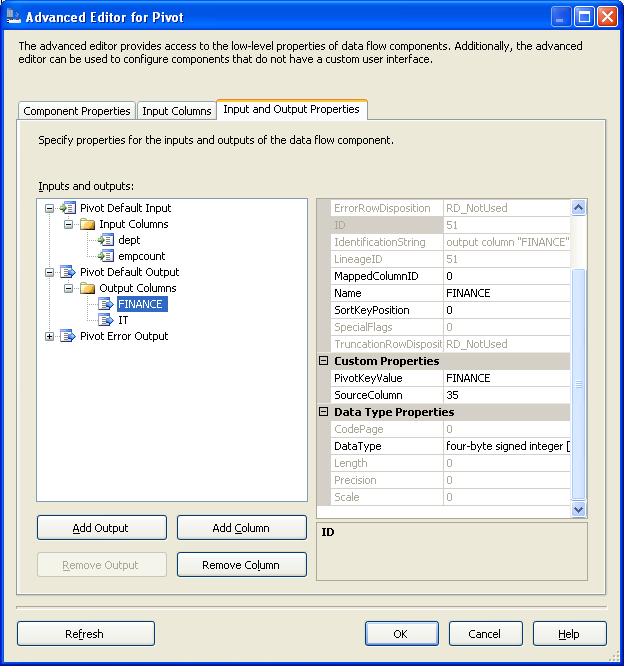 Advanced Editor for Pivot
The advanced editor provides access to the low-level properties of data flow components. Additionally, the advanced
editor can be used to configure components that do not have a custom user interface.
Component Properties Input Columns Input and Output Properties
Specify properties for the inputs and outputs of the data flow component.
Inputs and outputs:
Pivot Default Input
Input Columns
dept
empcount
Pivot Default Output
Output Columns
FINANCE
IT
Pivot Error Output
ErrorRowDisposition RD_NotUsed
ID 51
IdentificationString output column "FINANCE"
LineageID 51
MappedColumnID 0
Name FINANCE
SortKeyPosition 0
SpecialFlags 0
TruncationRowDisposit RD_NotUsed
Custom Properties
PivotKeyValue FINANCE
SourceColumn 35
Data Type Properties
CodePage 0
DataType four-byte signed integer [
Length 0
Precision 0
Scale 0
Add Output Add Column
Remove Output Remove Column
ID
Refresh OK Cancel Help